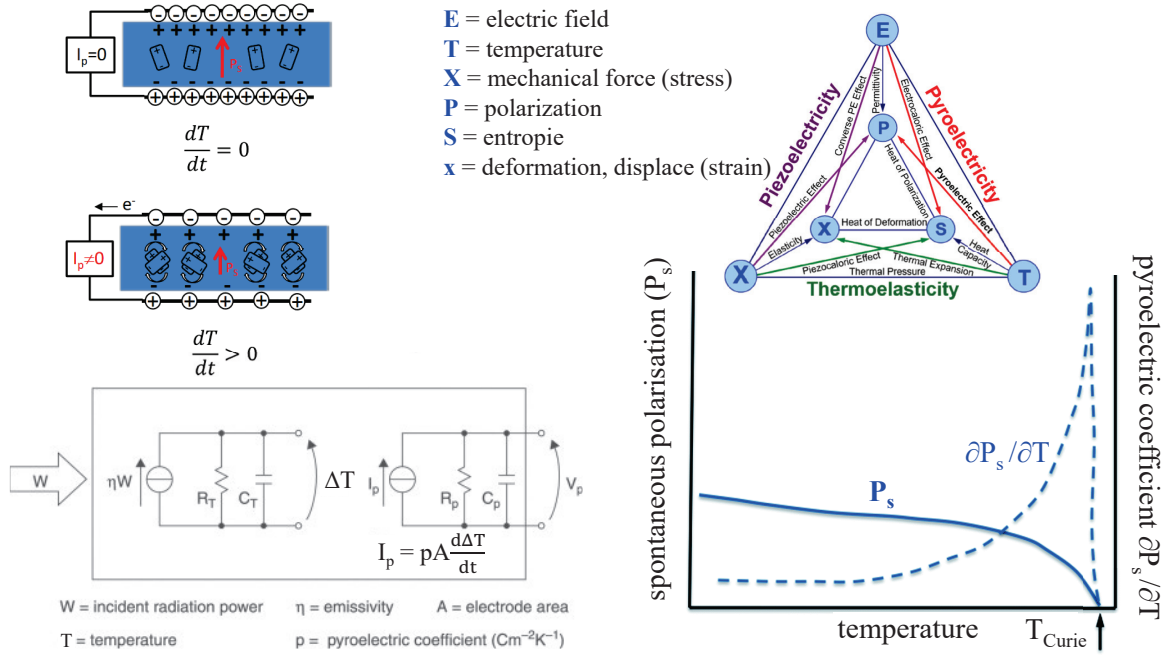 I_p=0
- - - - - - - - -
+ + + + + + + + +
P_s
- - - -
+ + + + + + + + +
dT/dt = 0
e⁻
- - - - -
I_p≠0
+ + + + +
P_s
- - - -
+ + + + +
dT/dt > 0
E = electric field
T = temperature
X = mechanical force (stress)
P = polarization
S = entropie
x = deformation, displace (strain)
E
Piezoelectricity
Converse PE Effect
Permittivity
Electrocaloric Effect
Pyroelectricity
P
Piezoelectric Effect
Heat of Polarization
Pyroelectric Effect
x
Heat of Deformation
S
Elasticity
Heat Capacity
Piezocaloric Effect
Thermal Expansion
X
Thermal Pressure
T
Thermoelasticity
W
ηW
R_T
C_T
ΔT
I_p
R_p
C_p
V_p
I_p = pA dΔT/dt
W = incident radiation power
η = emissivity
A = electrode area
T = temperature
p = pyroelectric coefficient (Cm⁻²K⁻¹)
spontaneous polarisation (P_s)
∂P_s/∂T
P_s
temperature
T_Curie
pyroelectric coefficient ∂P_s/∂T